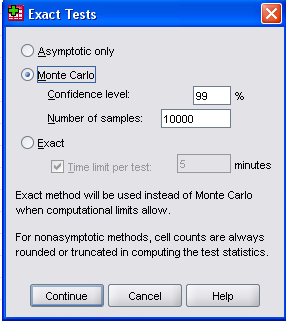 Exact Tests
Asymptotic only
Monte Carlo
Confidence level: 99 %
Number of samples: 10000
Exact
Time limit per test: 5 minutes
Exact method will be used instead of Monte Carlo
when computational limits allow.
For nonasymptotic methods, cell counts are always
rounded or truncated in computing the test statistics.
Continue Cancel Help